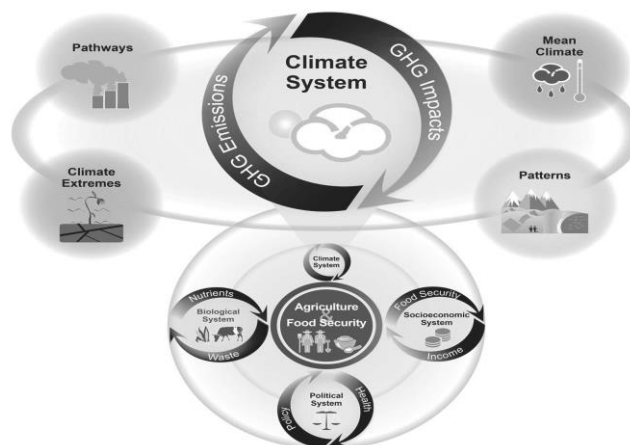 Pathways
Climate
System
GHG Emissions
GHG Impacts
Mean
Climate
Climate
Extremes
Patterns
Climate
System
Nutrients
Biological
System
Waste
Agriculture
&
Food Security
Food Security
Socioeconomic
System
Income
Political
System
Policy
Health